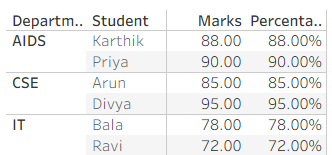 Departm.. Student Marks Percenta..
AIDS Karthik 88.00 88.00%
Priya 90.00 90.00%
CSE Arun 85.00 85.00%
Divya 95.00 95.00%
IT Bala 78.00 78.00%
Ravi 72.00 72.00%